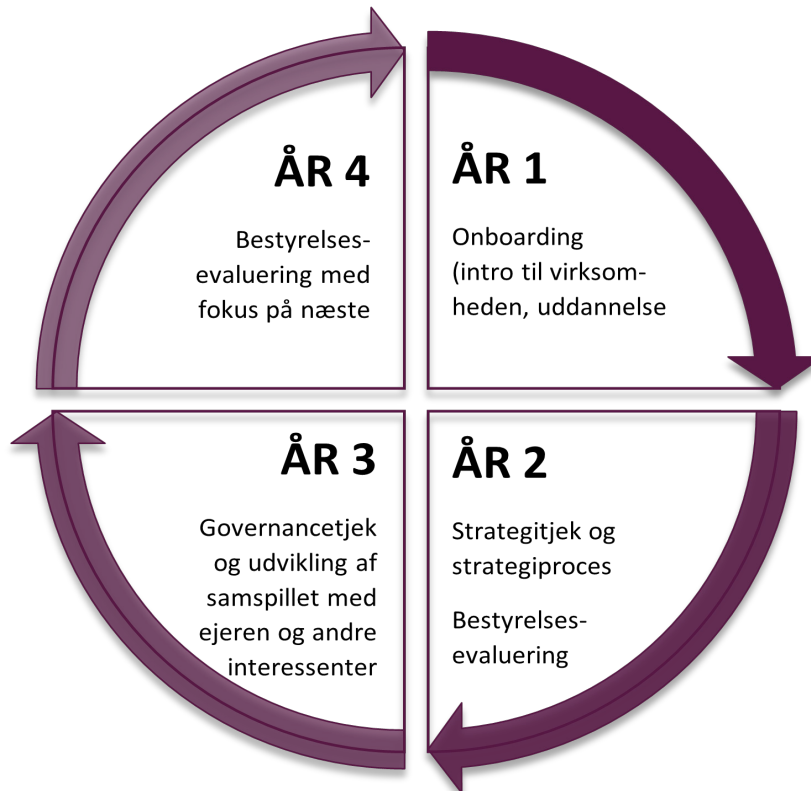 ÅR 1
Onboarding
(intro til virksom-
heden, uddannelse
ÅR 2
Strategitjek og
strategiproces
Bestyrelses-
evaluering
ÅR 3
Governancetjek
og udvikling af
samspillet med
ejeren og andre
interessenter
ÅR 4
Bestyrelses-
evaluering med
fokus på næste